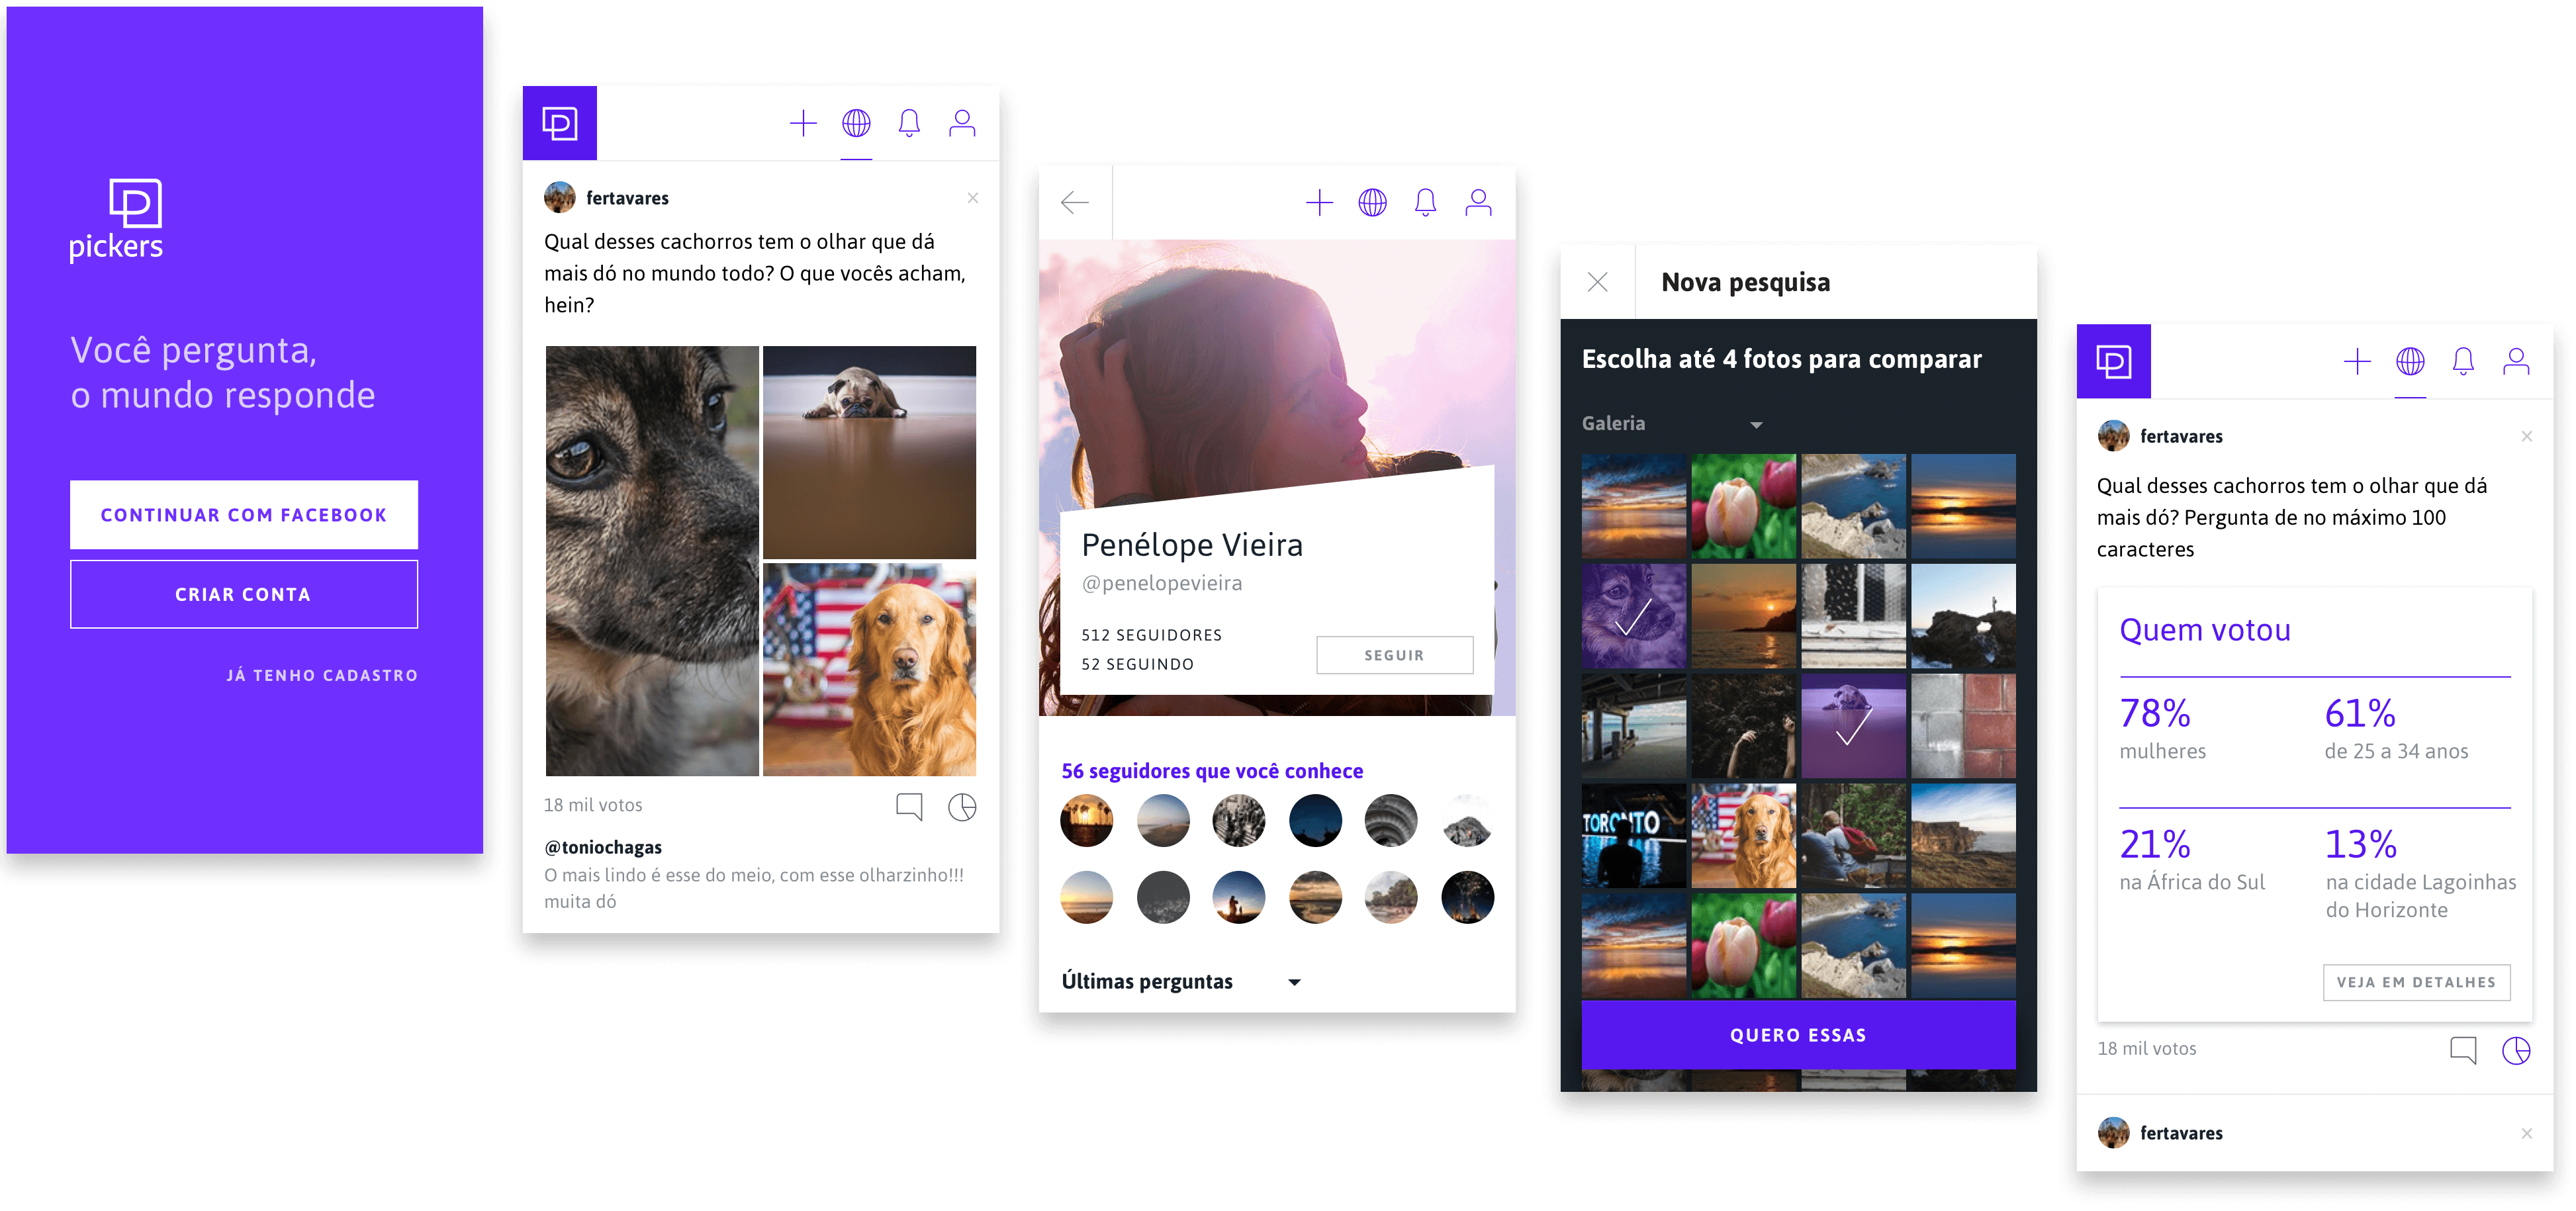 pickers
Você pergunta,
o mundo responde
CONTINUAR COM FACEBOOK
CRIAR CONTA
JÁ TENHO CADASTRO
fertavares
Qual desses cachorros tem o olhar que dá
mais dó no mundo todo? O que vocês acham,
hein?
18 mil votos
@toniochagas
O mais lindo é esse do meio, com esse olharzinho!!!
muita dó
Penélope Vieira
@penelopevieira
512 SEGUIDORES
52 SEGUINDO
SEGUIR
56 seguidores que você conhece
Últimas perguntas
Nova pesquisa
Escolha até 4 fotos para comparar
Galeria
TORONTO
QUERO ESSAS
fertavares
Qual desses cachorros tem o olhar que dá
mais dó? Pergunta de no máximo 100
caracteres
Quem votou
78%
mulheres
61%
de 25 a 34 anos
21%
na África do Sul
13%
na cidade Lagoinhas
do Horizonte
VEJA EM DETALHES
18 mil votos
fertavares